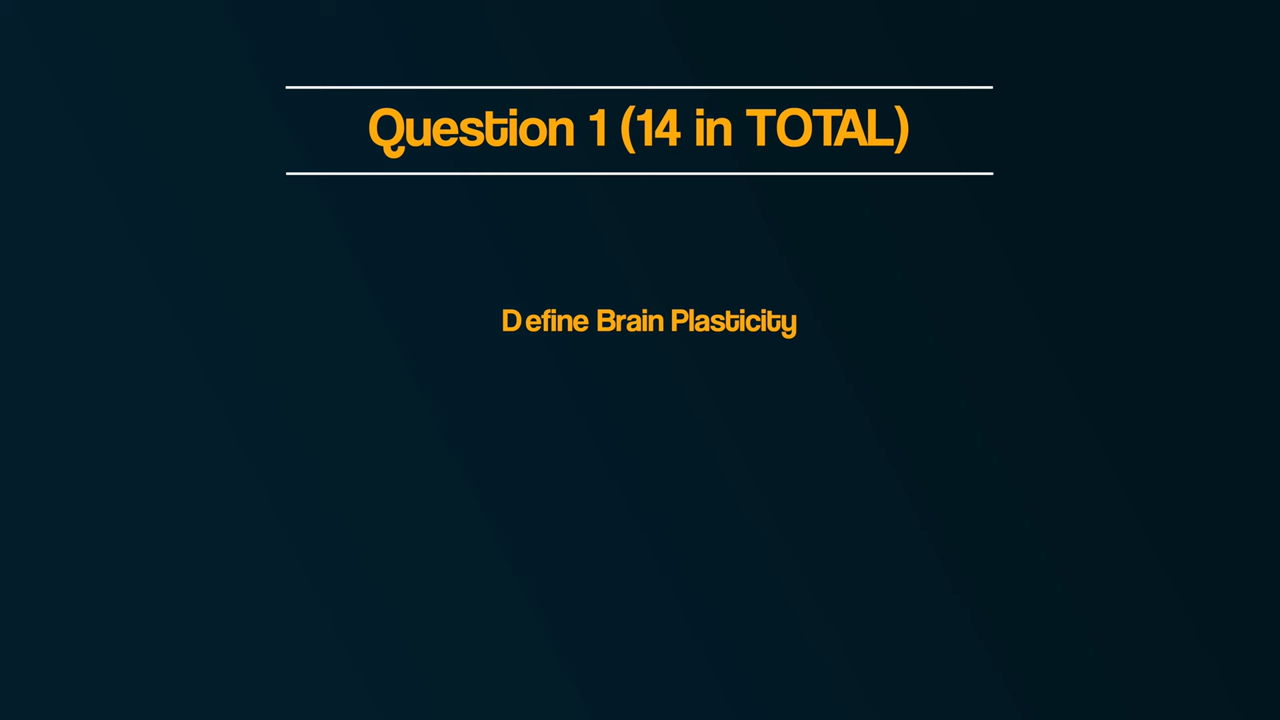 Question 1 (14 in TOTAL)
Define Brain Plasticity